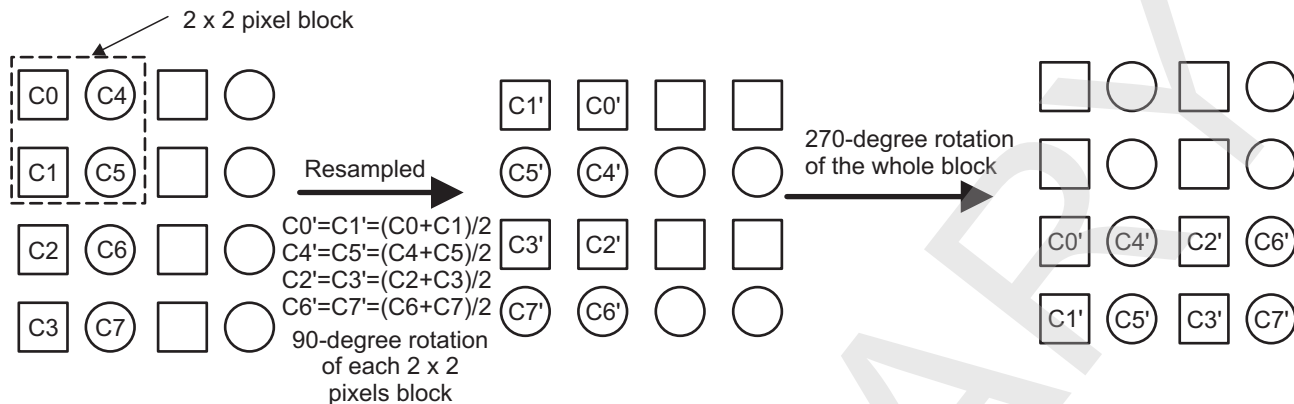 2 x 2 pixel block
C0 C4
C1 C5
C2 C6
C3 C7
Resampled
C0'=C1'=(C0+C1)/2
C4'=C5'=(C4+C5)/2
C2'=C3'=(C2+C3)/2
C6'=C7'=(C6+C7)/2
90-degree rotation
of each 2 x 2
pixels block
C1' C0'
C5' C4'
C3' C2'
C7' C6'
270-degree rotation
of the whole block
C0' C4' C2' C6'
C1' C5' C3' C7'
ARY